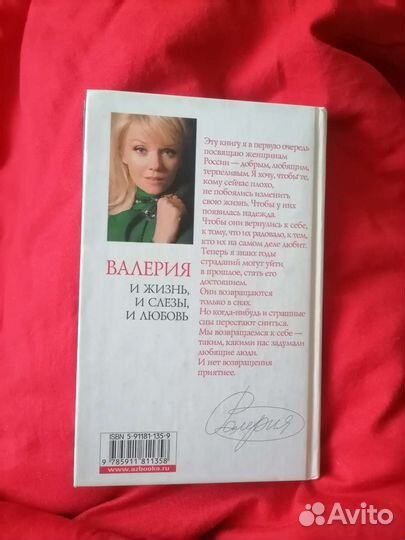 Эту книгу я в первую очередь
посвящаю женщинам
России — добрым, любящим,
терпеливым. Я хочу, чтобы те,
кому сейчас плохо,
не побоялись изменить
свою жизнь. Чтобы у них
появилась надежда.
Чтобы они вернулись к себе,
к тому, что их радовало, к тем,
кто их на самом деле любит.
Теперь я знаю: годы
страданий могут уйти
в прошлое, стать его
достоянием.
Они возвращаются
только в снах.
Но когда-нибудь и страшные
сны перестают сниться.
Мы возвращаемся к себе —
таким, какими нас задумали
любящие люди.
И нет возвращения
приятнее.
ВАЛЕРИЯ
И ЖИЗНЬ,
И СЛЕЗЫ,
И ЛЮБОВЬ
Валерия
ISBN 5-91181-135-9
9 785911 811358
www.azbooka.ru
Avito